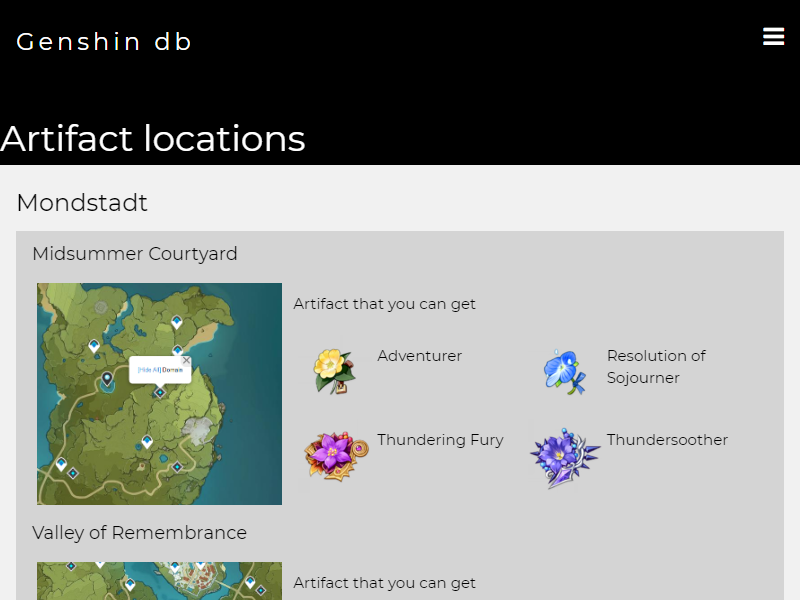 Genshin db
Artifact locations
Mondstadt
Midsummer Courtyard
[Hide All] Domain
Artifact that you can get
Adventurer
Resolution of
Sojourner
Thundering Fury
Thundersoother
Valley of Remembrance
Artifact that you can get